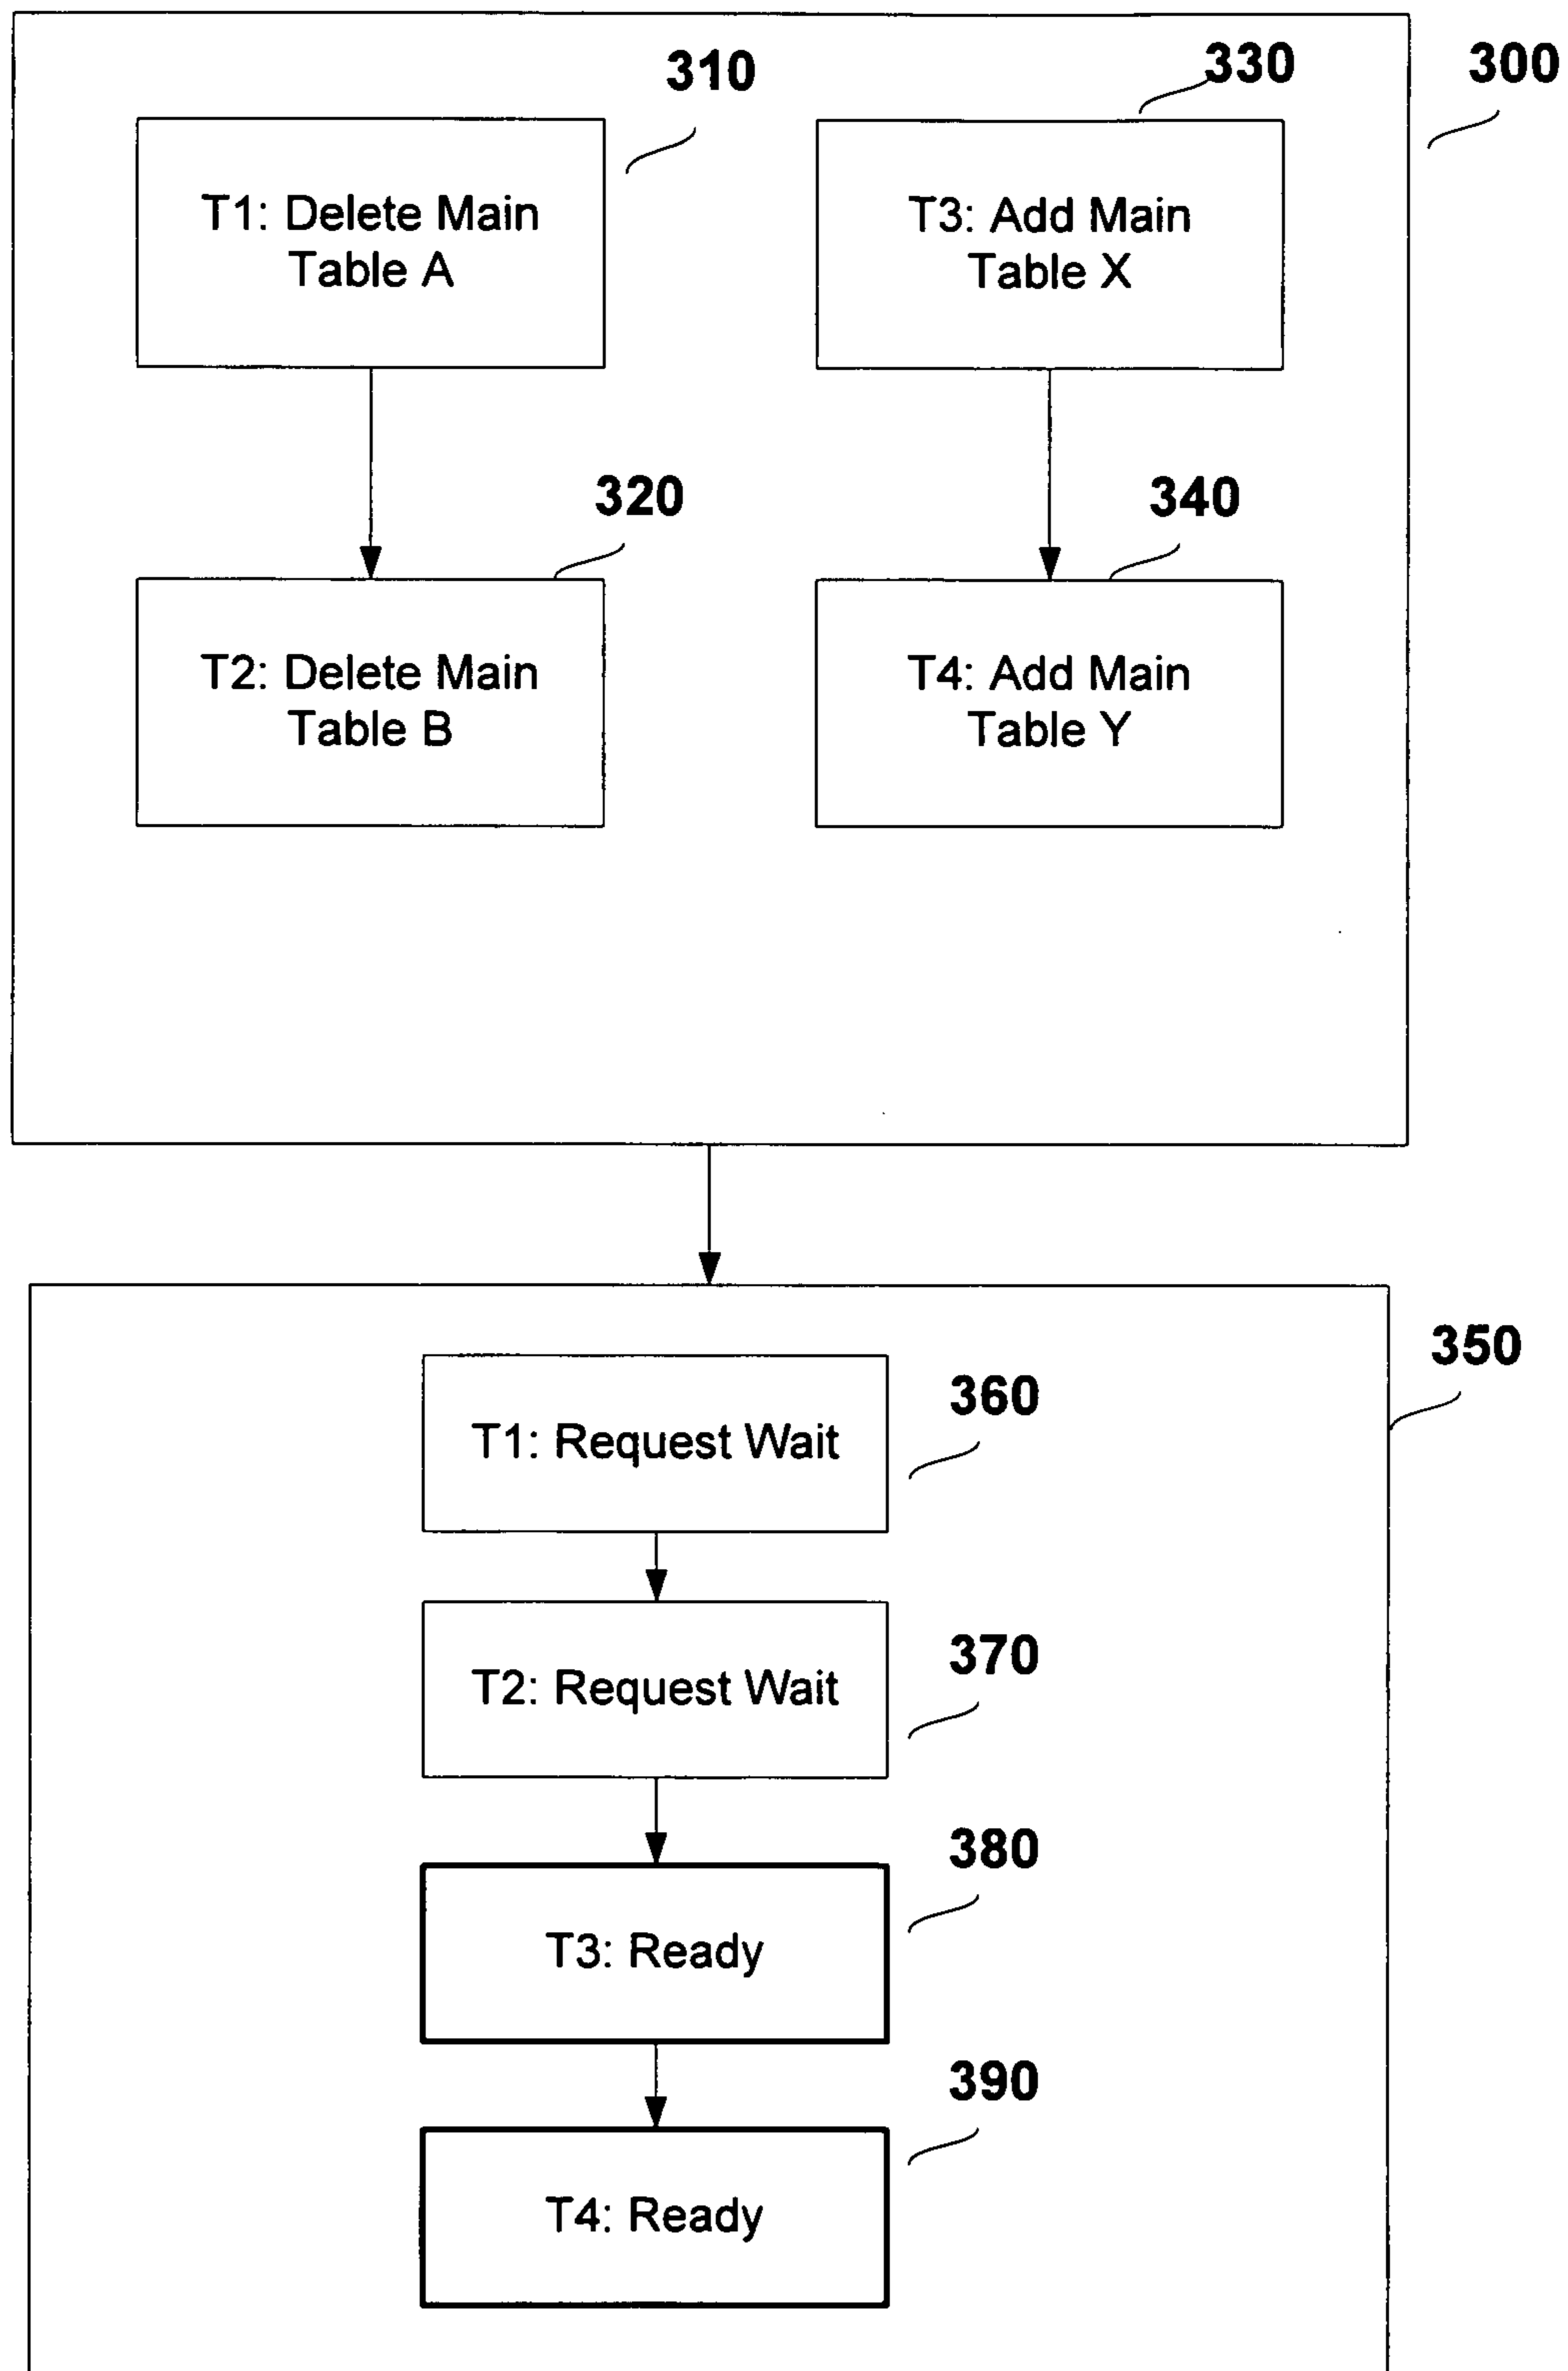 310
330
300
T1: Delete Main
Table A
T3: Add Main
Table X
320
340
T2: Delete Main
Table B
T4: Add Main
Table Y
350
360
T1: Request Wait
370
T2: Request Wait
380
T3: Ready
390
T4: Ready